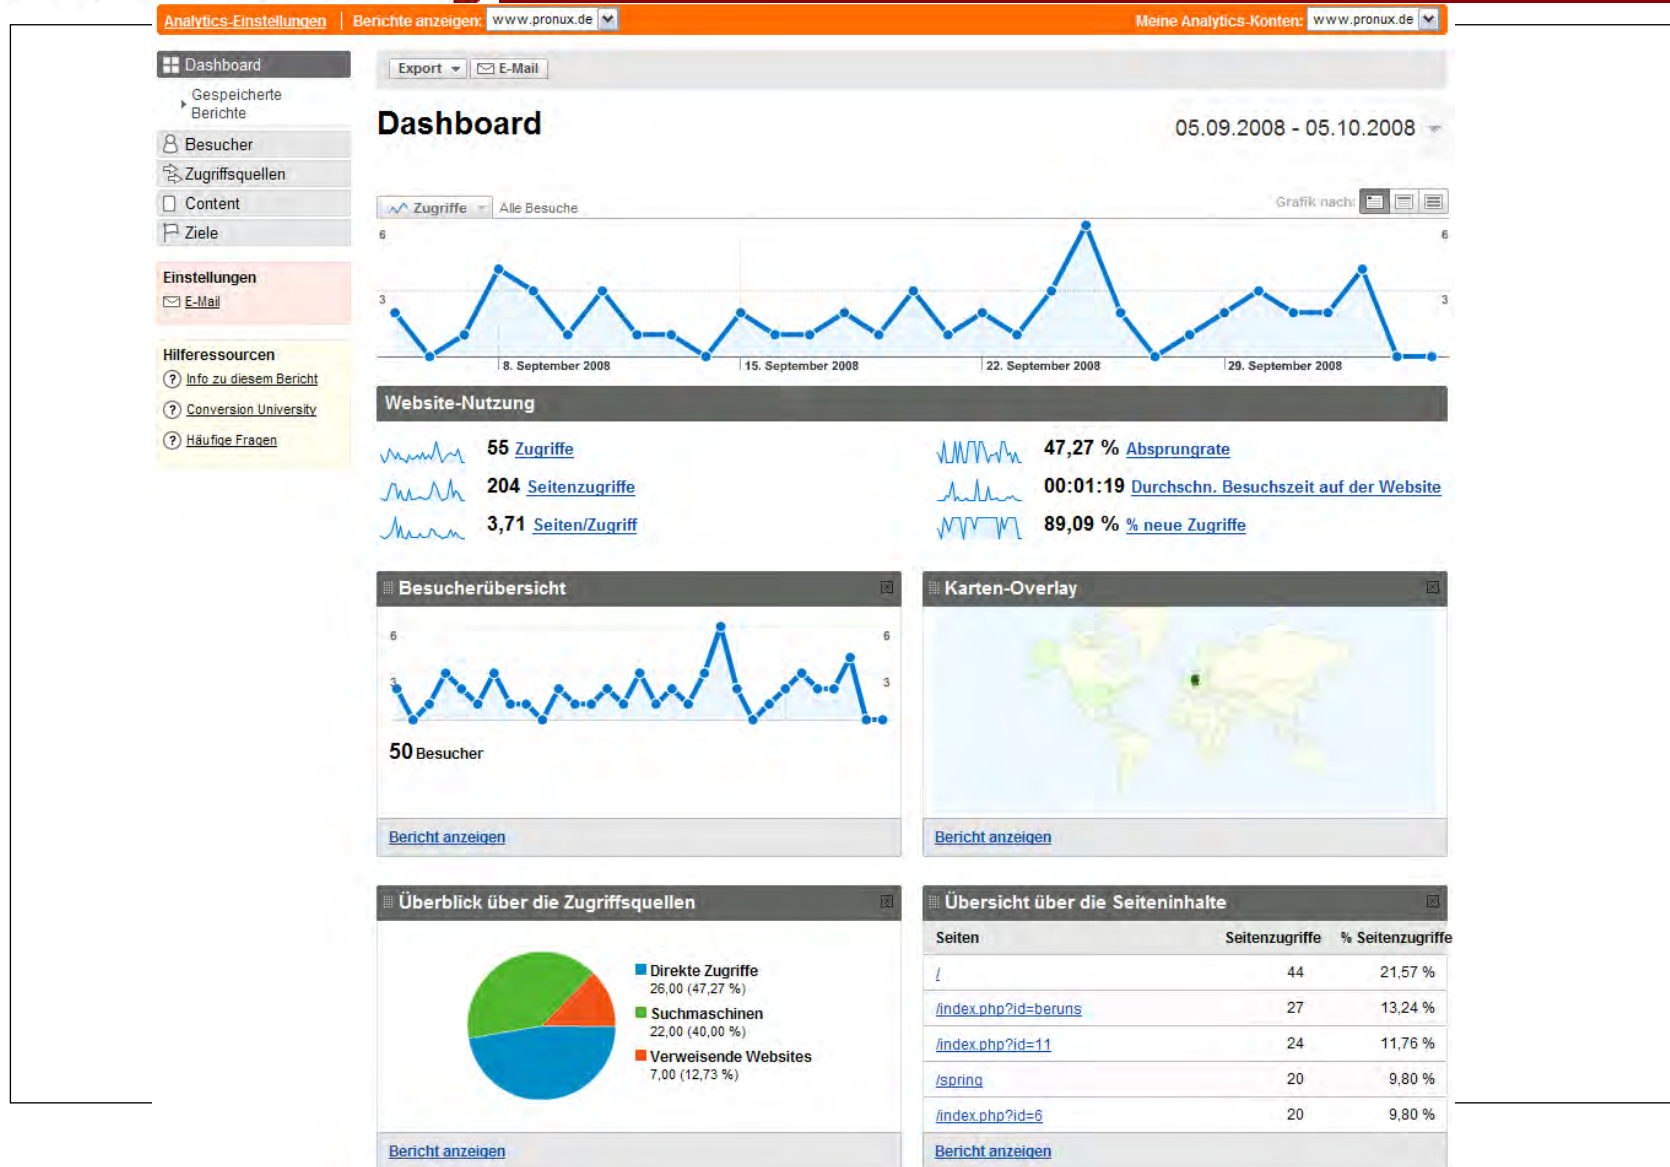 Analytics-Einstellungen | Berichte anzeigen: www.pronux.de Meine Analytics-Konten: www.pronux.de
Dashboard
Gespeicherte
Berichte
Besucher
Zugriffsquellen
Content
Ziele
Einstellungen
E-Mail
Hilferessourcen
Info zu diesem Bericht
Conversion University
Häufige Fragen
Export E-Mail
Dashboard
05.09.2008 - 05.10.2008
Zugriffe Alle Besuche Grafik nach:
6 6
3 3
8. September 2008 15. September 2008 22. September 2008 29. September 2008
Website-Nutzung
55 Zugriffe
204 Seitenzugriffe
3,71 Seiten/Zugriff
47,27 % Absprungrate
00:01:19 Durchschn. Besuchszeit auf der Website
89,09 % % neue Zugriffe
Besucherübersicht
6 6
3 3
50 Besucher
Bericht anzeigen
Karten-Overlay
Bericht anzeigen
Überblick über die Zugriffsquellen
Direkte Zugriffe
26,00 (47,27 %)
Suchmaschinen
22,00 (40,00 %)
Verweisende Websites
7,00 (12,73 %)
Bericht anzeigen
Übersicht über die Seiteninhalte
Seiten Seitenzugriffe % Seitenzugriffe
/ 44 21,57 %
/index.php?id=beruns 27 13,24 %
/index.php?id=11 24 11,76 %
/spring 20 9,80 %
/index.php?id=6 20 9,80 %
Bericht anzeigen